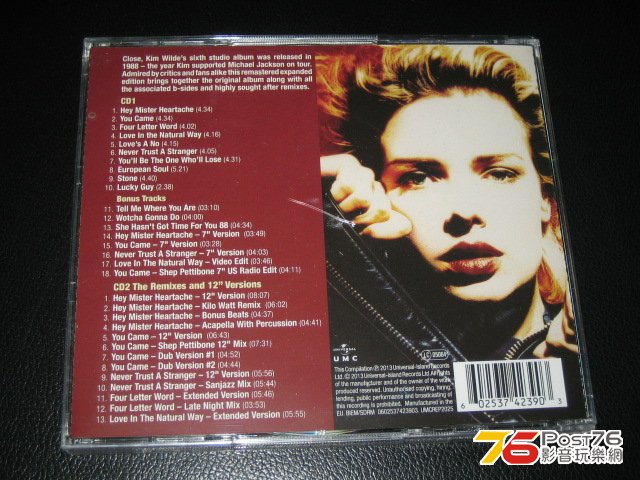 Close, Kim Wilde's sixth studio album was released in
1988 – the year Kim supported Michael Jackson on tour.
Admired by critics and fans alike this remastered expanded
edition brings together the original album along with all
the associated b-sides and highly sought after remixes.
CD1
1. Hey Mister Heartache (4.34)
2. You Came (4.34)
3. Four Letter Word (4.02)
4. Love In the Natural Way (4.16)
5. Love's A No (4.15)
6. Never Trust A Stranger (4.05)
7. You'll Be The One Who'll Lose (4.31)
8. European Soul (5.21)
9. Stone (4.40)
10. Lucky Guy (2.38)
Bonus Tracks
11. Tell Me Where You Are (03:10)
12. Wotcha Gonna Do (04:00)
13. She Hasn't Got Time For You 88 (04:34)
14. Hey Mister Heartache – 7" Version (03:49)
15. You Came – 7" Version (03:28)
16. Never Trust A Stranger – 7" Version (04:03)
17. Love In The Natural Way – Video Edit (03:46)
18. You Came – Shep Pettibone 7" US Radio Edit (04:11)
CD2 The Remixes and 12" Versions
1. Hey Mister Heartache – 12" Version (08:07)
2. Hey Mister Heartache – Kilo Watt Remix (06:02)
3. Hey Mister Heartache – Bonus Beats (04:37)
4. Hey Mister Heartache – Acapella With Percussion (04:41)
5. You Came – 12" Version (06:43)
6. You Came – Shep Pettibone 12" Mix (07:31)
7. You Came – Dub Version #1 (04:52)
8. You Came – Dub Version #2 (04:44)
9. Never Trust A Stranger – 12" Version (05:56)
10. Never Trust A Stranger – Sanjazz Mix (04:44)
11. Four Letter Word – Extended Version (05:46)
12. Four Letter Word – Late Night Mix (03:53)
13. Love In The Natural Way – Extended Version (05:55)
UNIVERSAL
UMC
LC 05064
This Compilation ℗ 2013 Universal-Island Records
Ltd. © 2013 Universal-Island Records Ltd. All rights
of the manufacturer and of the owner of the work
produced reserved. Unauthorised copying, hiring,
lending, public performance and broadcasting of
this recording is prohibited. Manufactured in the
EU. BIEM/SDRM 0602537423903. UMCREP2025
6 02537 42390 3
76 Post76
影音玩樂網